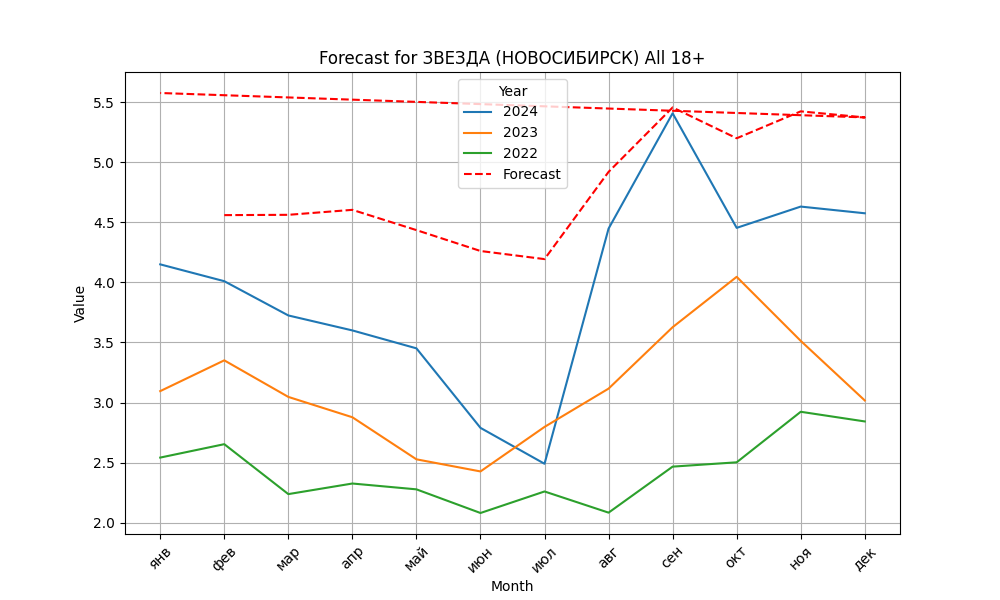 Forecast for ЗВЕЗДА (НОВОСИБИРСК) All 18+
Year
2024
2023
2022
Forecast
5.5
5.0
4.5
4.0
3.5
3.0
2.5
2.0
Value
янв
фев
мар
апр
май
июн
июл
авг
сен
окт
ноя
дек
Month